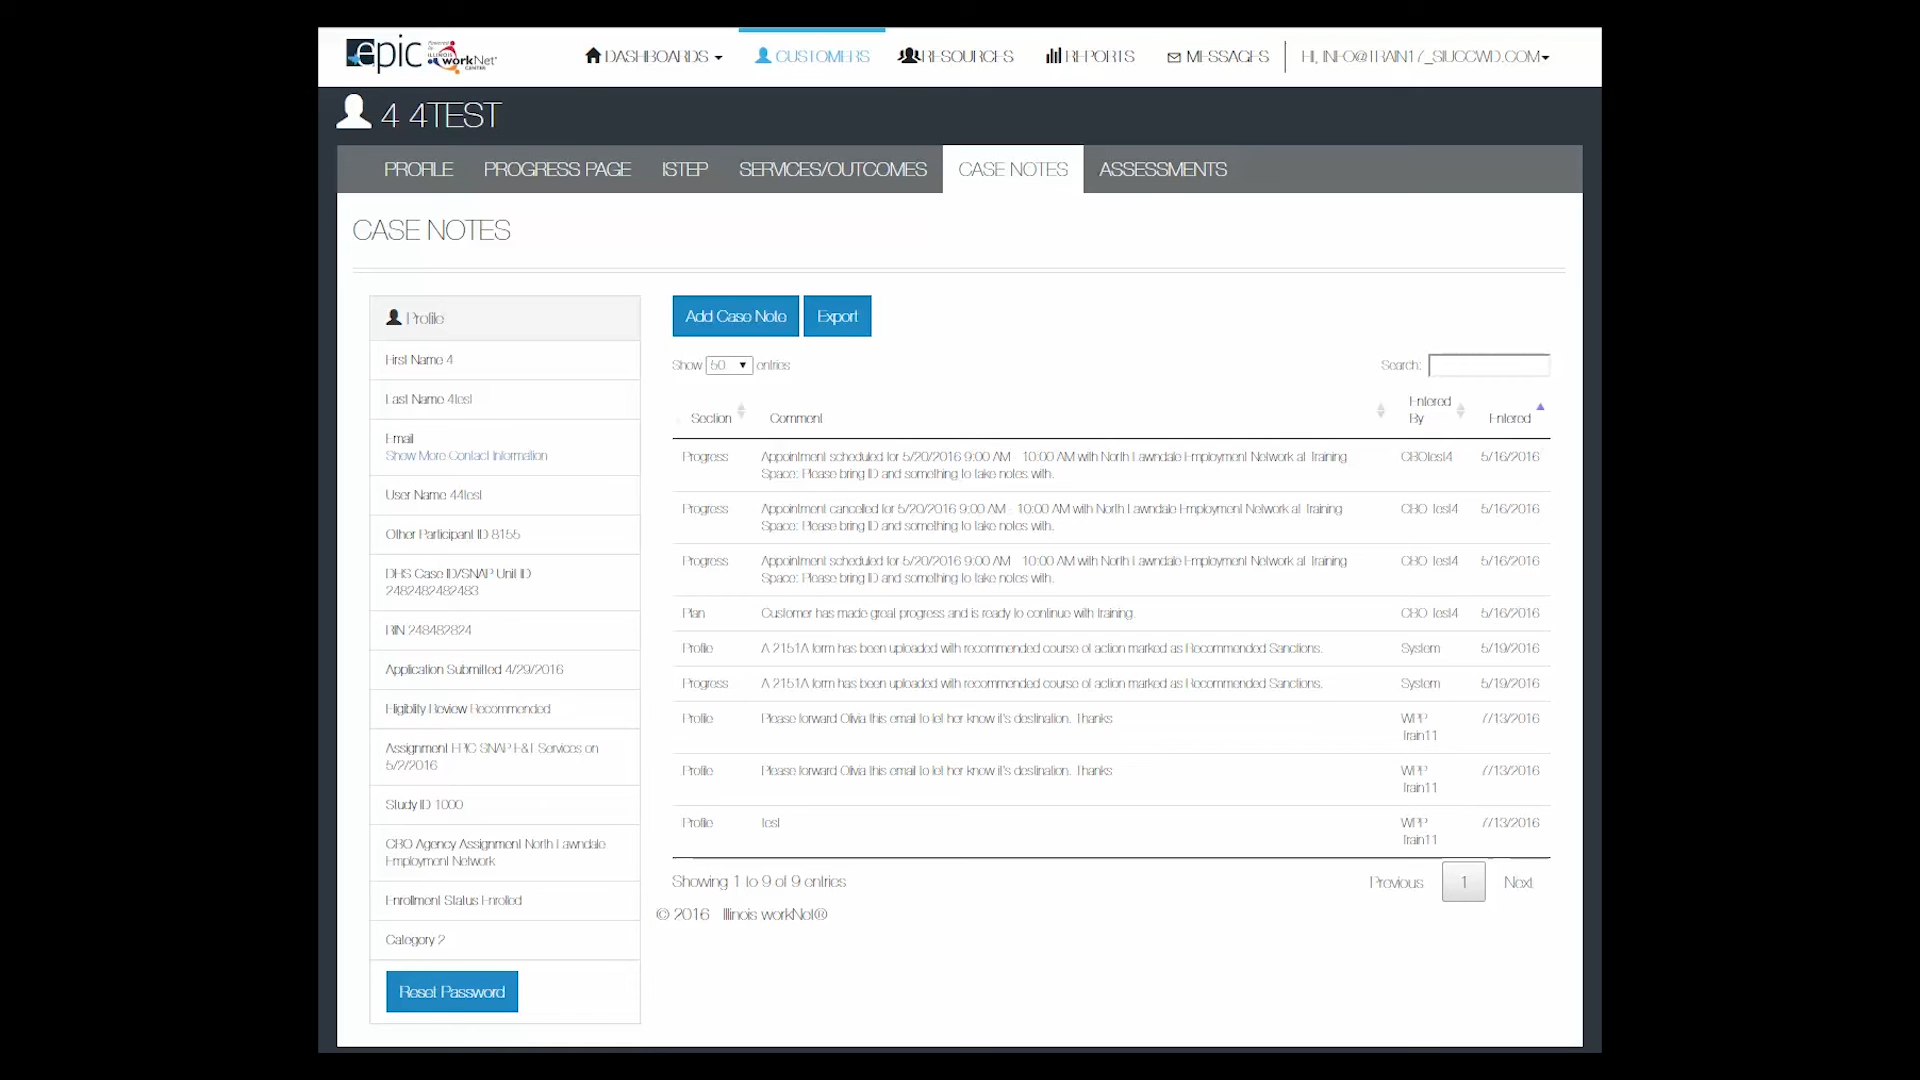 epic Powered by ILLINOIS workNet CENTER
DASHBOARDS CUSTOMERS RESOURCES REPORTS MESSAGES HI, INFO@TRAIN17_SIUCCWD.COM
4 4TEST
PROFILE PROGRESS PAGE ISTEP SERVICES/OUTCOMES CASE NOTES ASSESSMENTS
CASE NOTES
Profile
First Name 4
Last Name 4test
Email
Show More Contact Information
User Name 44test
Other Participant ID 8155
DHS Case ID/SNAP Unit ID
2482482482483
RIN 248482824
Application Submitted 4/29/2016
Eligiblity Review Recommended
Assignment EPIC SNAP E&T Services on
5/2/2016
Study ID 1000
CBO Agency Assignment North Lawndale
Employment Network
Enrollment Status Enrolled
Category 2
Reset Password
Add Case Note Export
Show 50 entries Search:
Section Comment Entered By Entered
Progress Appointment scheduled for 5/20/2016 9:00 AM - 10:00 AM with North Lawndale Employment Network at Training CBOtest4 5/16/2016
Space: Please bring ID and something to take notes with.
Progress Appointment cancelled for 5/20/2016 9:00 AM - 10:00 AM with North Lawndale Employment Network at Training CBO Test4 5/16/2016
Space: Please bring ID and something to take notes with.
Progress Appointment scheduled for 5/20/2016 9:00 AM - 10:00 AM with North Lawndale Employment Network at Training CBO Test4 5/16/2016
Space: Please bring ID and something to take notes with.
Plan Customer has made great progress and is ready to continue with training. CBO Test4 5/16/2016
Profile A 2151A form has been uploaded with recommended course of action marked as Recommended Sanctions. System 5/19/2016
Progress A 2151A form has been uploaded with recommended course of action marked as Recommended Sanctions. System 5/19/2016
Profile Please forward Olivia this email to let her know it's destination. Thanks WPP 7/13/2016
Train11
Profile Please forward Olivia this email to let her know it's destination. Thanks WPP 7/13/2016
Train11
Profile test WPP 7/13/2016
Train11
Showing 1 to 9 of 9 entries Previous 1 Next
© 2016 Illinois workNet®